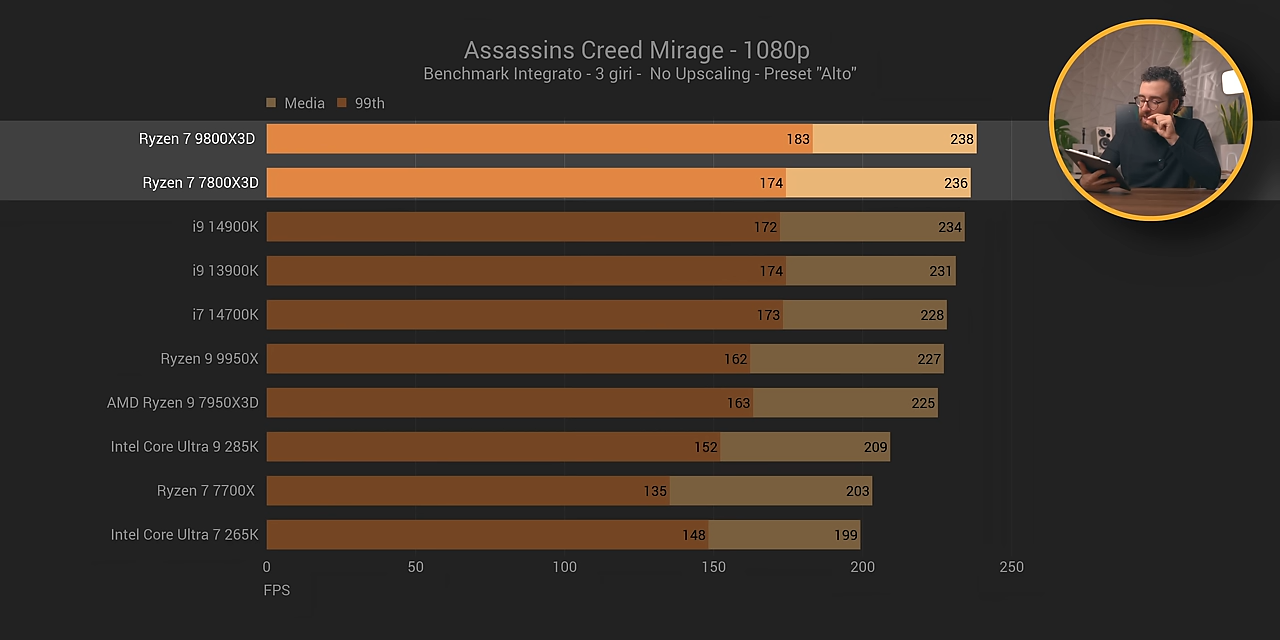 Assassins Creed Mirage - 1080p
Benchmark Integrato - 3 giri - No Upscaling - Preset "Alto"
Media 99th
Ryzen 7 9800X3D 183 238
Ryzen 7 7800X3D 174 236
i9 14900K 172 234
i9 13900K 174 231
i7 14700K 173 228
Ryzen 9 9950X 162 227
AMD Ryzen 9 7950X3D 163 225
Intel Core Ultra 9 285K 152 209
Ryzen 7 7700X 135 203
Intel Core Ultra 7 265K 148 199
0 50 100 150 200 250
FPS